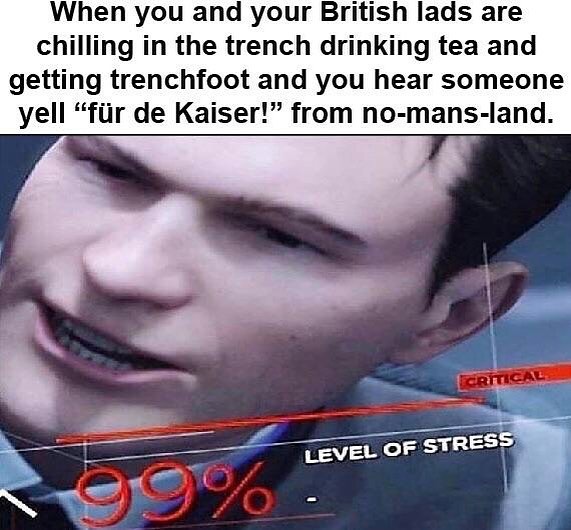 When you and your British lads are
chilling in the trench drinking tea and
getting trenchfoot and you hear someone
yell “für de Kaiser!” from no-mans-land.
CRITICAL
LEVEL OF STRESS
99%